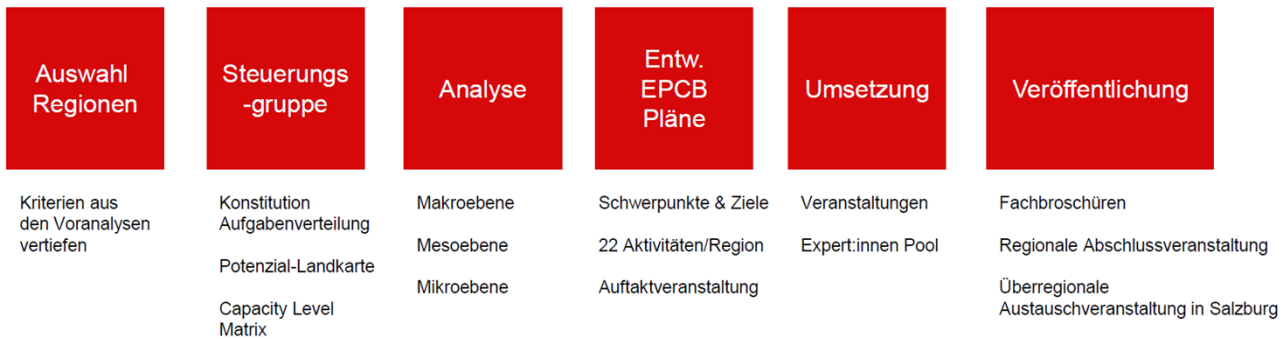 Auswahl
Regionen
Kriterien aus
den Voranalysen
vertiefen
Steuerungs
-gruppe
Konstitution
Aufgabenverteilung
Potenzial-Landkarte
Capacity Level
Matrix
Analyse
Makroebene
Mesoebene
Mikroebene
Entw.
EPCB
Pläne
Schwerpunkte & Ziele
22 Aktivitäten/Region
Auftaktveranstaltung
Umsetzung
Veranstaltungen
Expert:innen Pool
Veröffentlichung
Fachbroschüren
Regionale Abschlussveranstaltung
Überregionale
Austauschveranstaltung in Salzburg